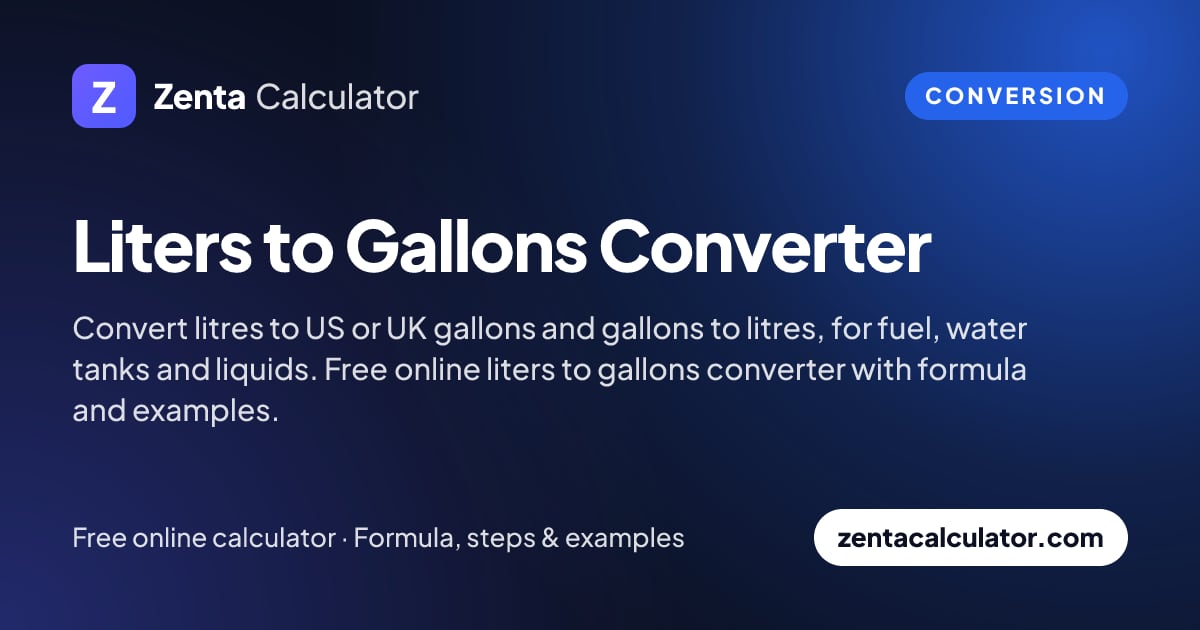 Z
Zenta Calculator
CONVERSION
Liters to Gallons Converter
Convert litres to US or UK gallons and gallons to litres, for fuel, water
tanks and liquids. Free online liters to gallons converter with formula
and examples.
Free online calculator · Formula, steps & examples
zentacalculator.com